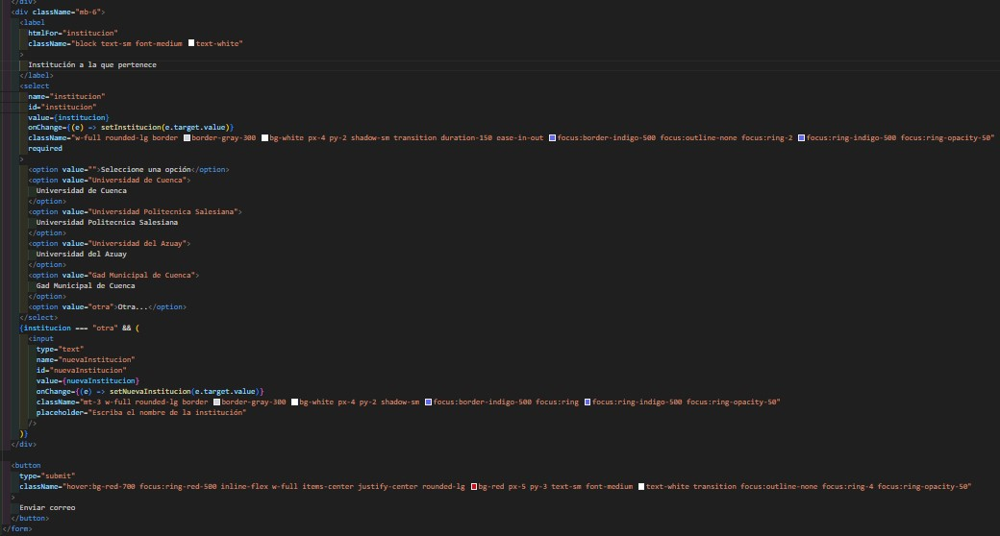 </div>
<div className="mb-6">
<label
htmlFor="institucion"
className="block text-sm font-medium text-white"
>
Institución a la que pertenece
</label>
<select
name="institucion"
id="institucion"
value={institucion}
onChange={(e) => setInstitucion(e.target.value)}
className="w-full rounded-lg border border-gray-300 bg-white px-4 py-2 shadow-sm transition duration-150 ease-in-out focus:border-indigo-500 focus:outline-none focus:ring-2 focus:ring-indigo-500 focus:ring-opacity-50"
required
>
<option value="">Seleccione una opción</option>
<option value="Universidad de Cuenca">
Universidad de Cuenca
</option>
<option value="Universidad Politecnica Salesiana">
Universidad Politecnica Salesiana
</option>
<option value="Universidad del Azuay">
Universidad del Azuay
</option>
<option value="Gad Municipal de Cuenca">
Gad Municipal de Cuenca
</option>
<option value="otra">Otra...</option>
</select>
{institucion === "otra" && (
<input
type="text"
name="nuevaInstitucion"
id="nuevaInstitucion"
value={nuevaInstitucion}
onChange={(e) => setNuevaInstitucion(e.target.value)}
className="mt-3 w-full rounded-lg border border-gray-300 bg-white px-4 py-2 shadow-sm focus:border-indigo-500 focus:ring focus:ring-indigo-500 focus:ring-opacity-50"
placeholder="Escriba el nombre de la institución"
/>
)}
</div>
<button
type="submit"
className="hover:bg-red-700 focus:ring-red-500 inline-flex w-full items-center justify-center rounded-lg bg-red px-5 py-3 text-sm font-medium text-white transition focus:outline-none focus:ring-4 focus:ring-opacity-50"
>
Enviar correo
</button>
</form>